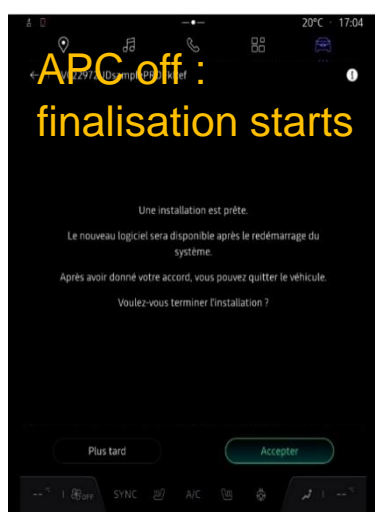 20°C 17:04
APC off :
finalisation starts
Une installation est prête.
Le nouveau logiciel sera disponible après le redémarrage du
système.
Après avoir donné votre accord, vous pouvez quitter le véhicule.
Voulez-vous terminer l'installation ?
Plus tard
Accepter
--°C
OFF
SYNC
A/C
--°C